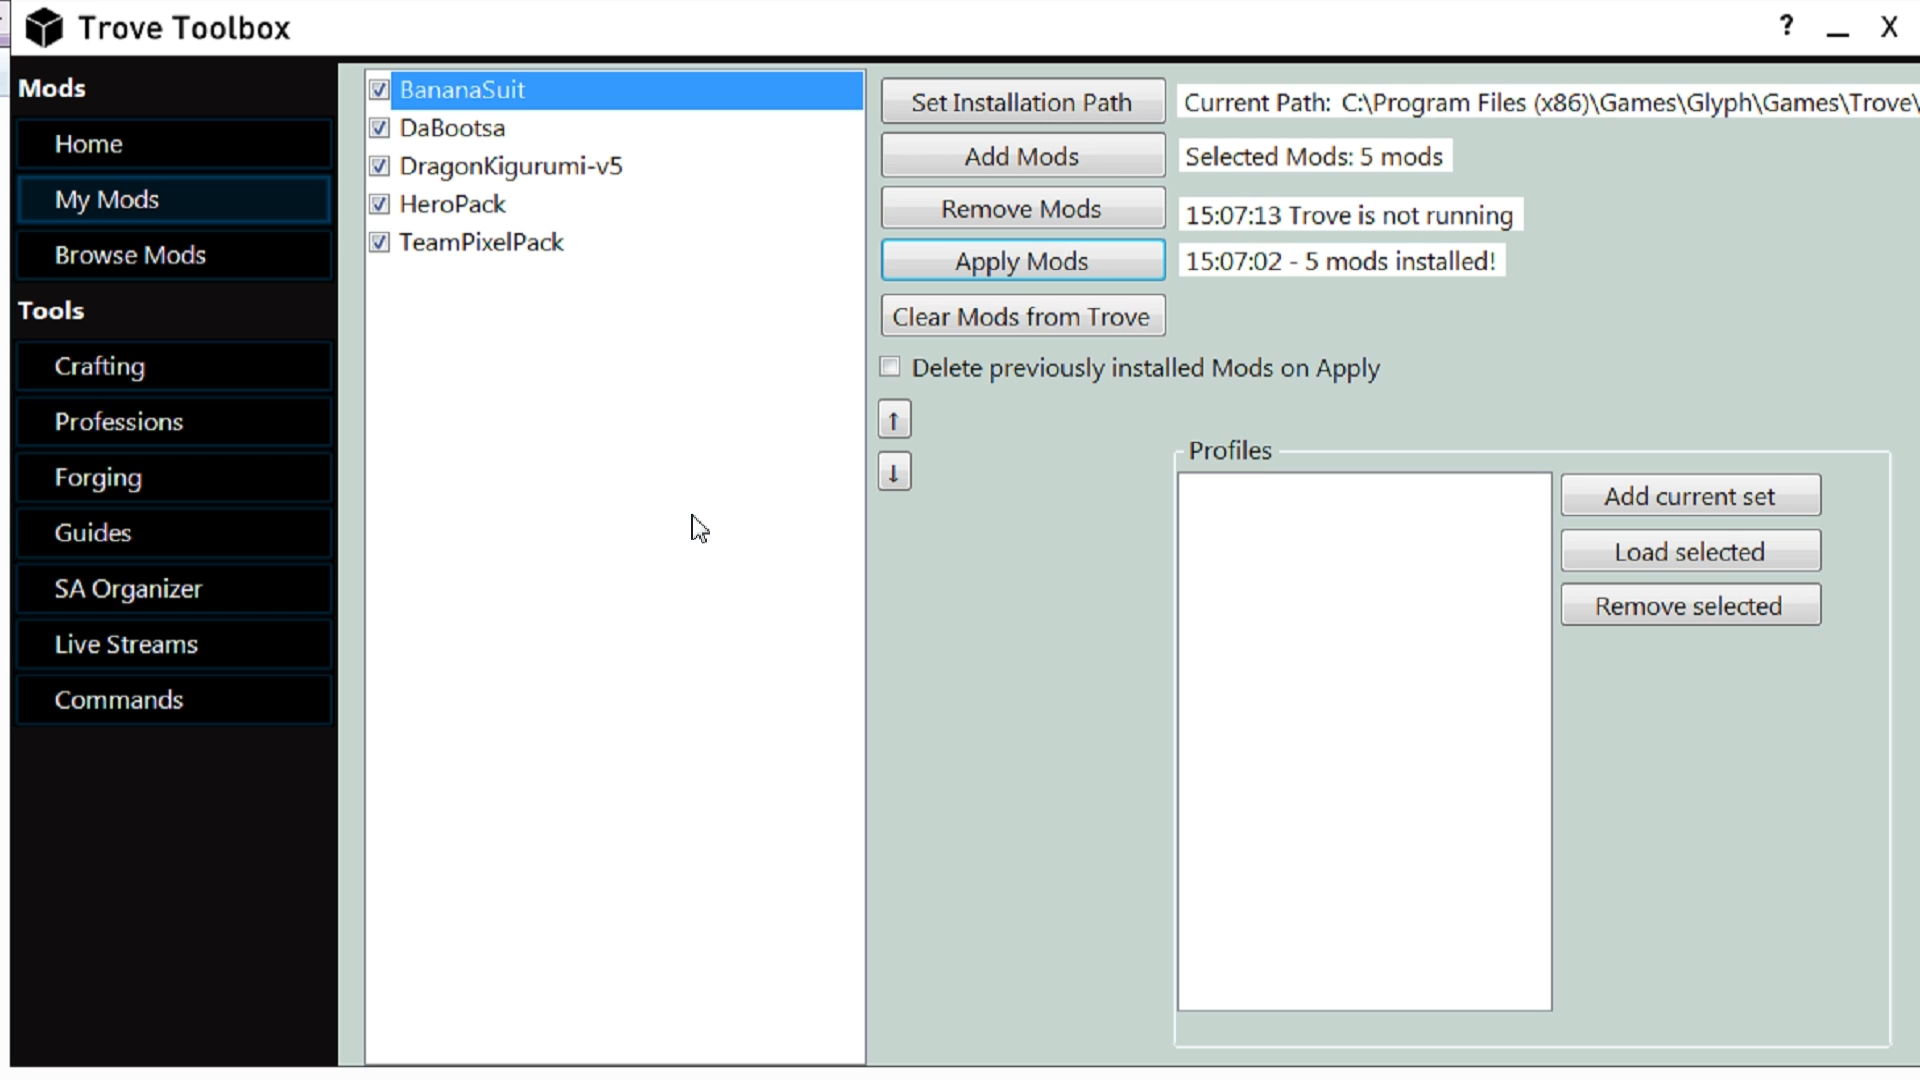 Trove Toolbox
? _ X
Mods
Home
My Mods
Browse Mods
Tools
Crafting
Professions
Forging
Guides
SA Organizer
Live Streams
Commands
BananaSuit
DaBootsa
DragonKigurumi-v5
HeroPack
TeamPixelPack
Set Installation Path
Current Path: C:\Program Files (x86)\Games\Glyph\Games\Trove\
Add Mods
Selected Mods: 5 mods
Remove Mods
15:07:13 Trove is not running
Apply Mods
15:07:02 - 5 mods installed!
Clear Mods from Trove
Delete previously installed Mods on Apply
↑
↓
Profiles
Add current set
Load selected
Remove selected